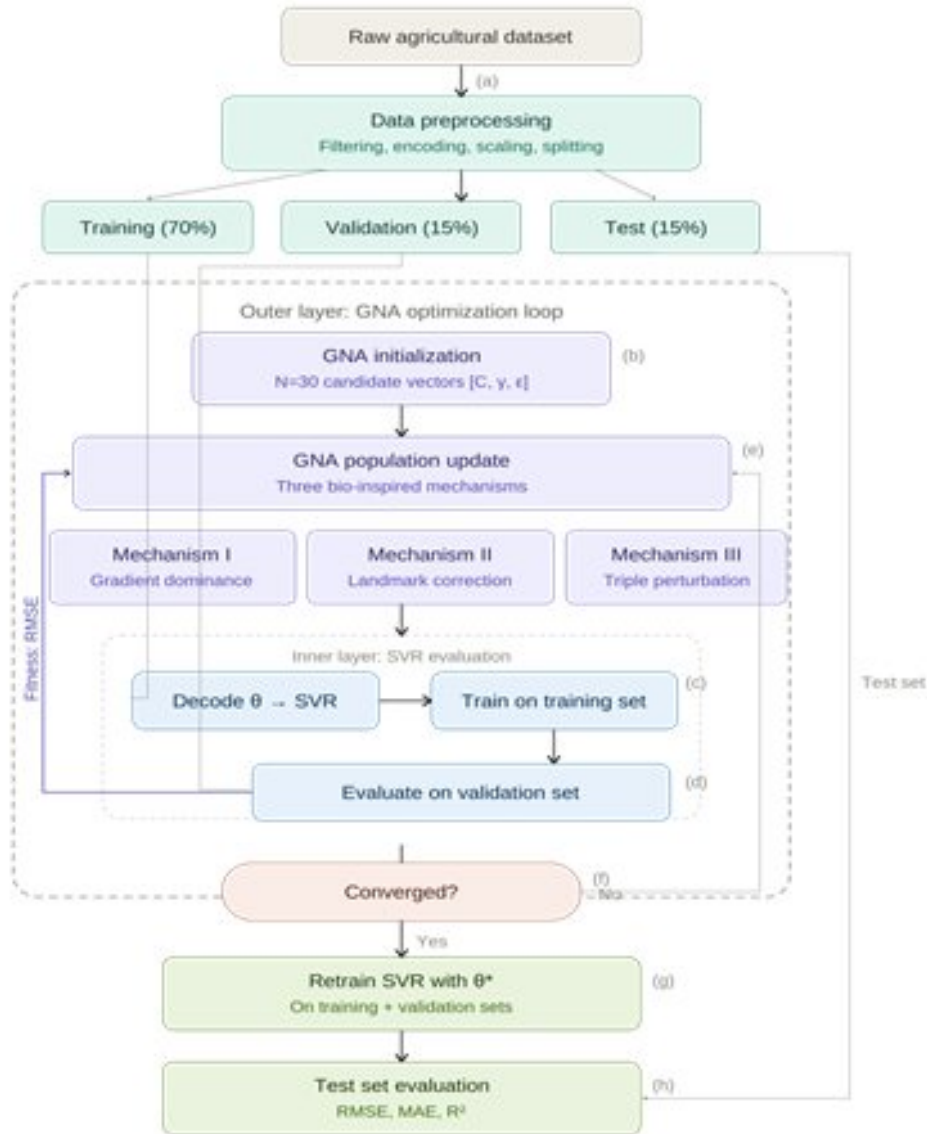 Raw agricultural dataset
(a)
Data preprocessing
Filtering, encoding, scaling, splitting
Training (70%)
Validation (15%)
Test (15%)
Outer layer: GNA optimization loop
GNA initialization
(b)
N=30 candidate vectors [C, γ, ε]
GNA population update
(e)
Three bio-inspired mechanisms
Mechanism I
Gradient dominance
Mechanism II
Landmark correction
Mechanism III
Triple perturbation
Fitness: RMSE
Inner layer: SVR evaluation
Decode θ → SVR
Train on training set
(c)
Test set
Evaluate on validation set
(d)
Converged?
(f)
No
Yes
Retrain SVR with θ*
(g)
On training + validation sets
Test set evaluation
(h)
RMSE, MAE, R²